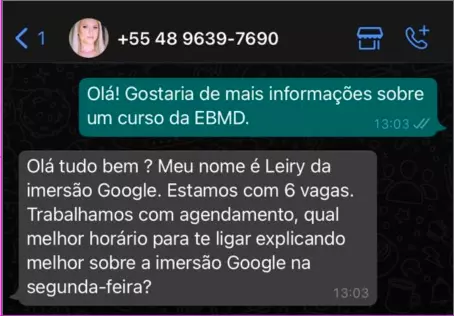 1
+55 48 9639-7690
Olá! Gostaria de mais informações sobre
um curso da EBMD.
13:03
Olá tudo bem ? Meu nome é Leiry da
imersão Google. Estamos com 6 vagas.
Trabalhamos com agendamento, qual
melhor horário para te ligar explicando
melhor sobre a imersão Google na
segunda-feira?
13:03